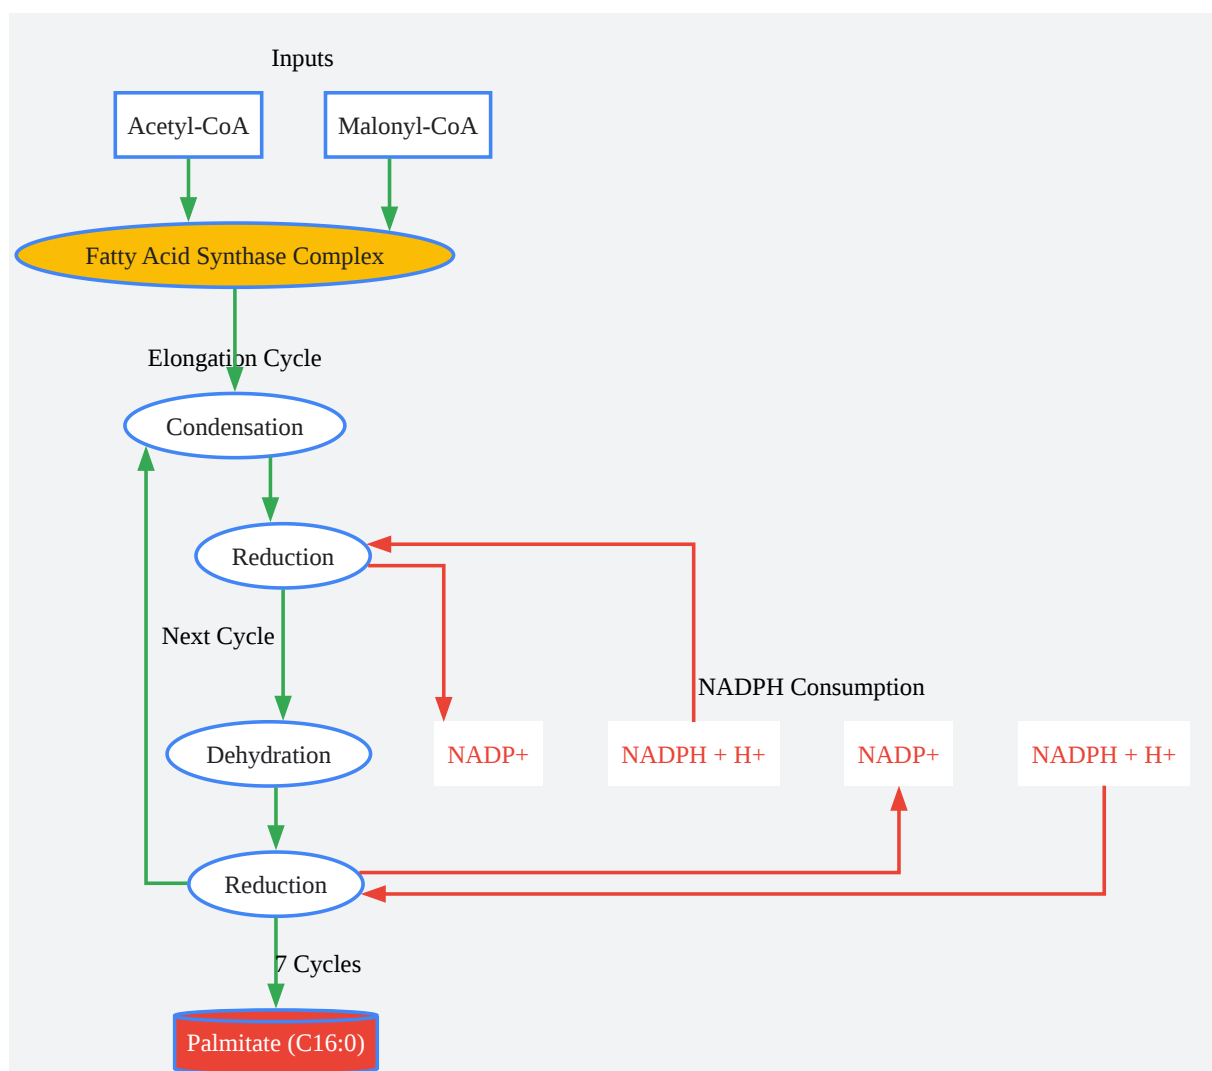 Inputs
Acetyl-CoA
Malonyl-CoA
Fatty Acid Synthase Complex
Elongation Cycle
Condensation
Reduction
Next Cycle
NADPH Consumption
Dehydration
NADP+
NADPH + H+
NADP+
NADPH + H+
Reduction
7 Cycles
Palmitate (C16:0)